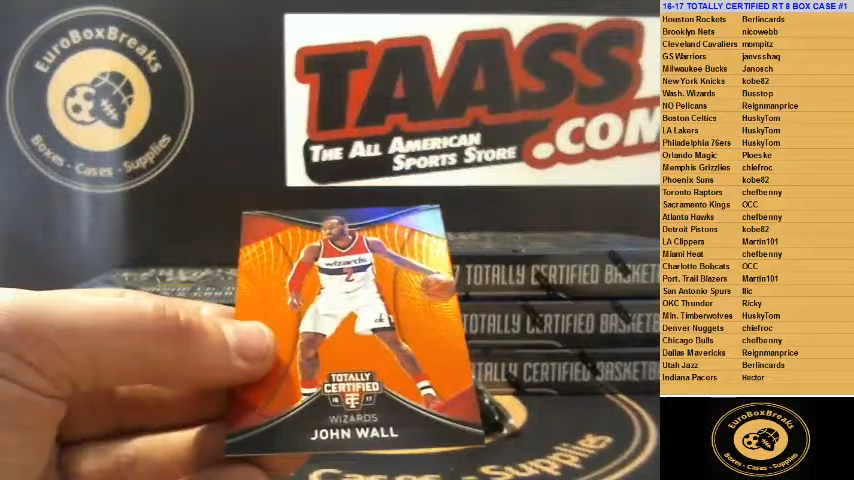 EuroBoxBreaks
Boxes - Cases - Supplies
TAASS
.COM
THE ALL AMERICAN
SPORTS STORE
wizards
2
TOTALLY
CERTIFIED
16 17
WIZARDS
JOHN WALL
TOTALLY CERTIFIED BASKET
TOTALLY CERTIFIED BASKETB
TOTALLY CERTIFIED BASKETB
16-17 TOTALLY CERTIFIED RT 8 BOX CASE #1
Houston Rockets Berlincards
Brooklyn Nets nicowebb
Cleveland Cavaliers mompitz
GS Warriors janvsshaq
Milwaukee Bucks Janosch
New York Knicks kobe82
Wash. Wizards Busstop
NO Pelicans Reignmanprice
Boston Celtics HuskyTom
LA Lakers HuskyTom
Philadelphia 76ers HuskyTom
Orlando Magic Ploeske
Memphis Grizzlies chiefroc
Phoenix Suns kobe82
Toronto Raptors chefbenny
Sacramento Kings OCC
Atlanta Hawks chefbenny
Detroit Pistons kobe82
LA Clippers Martin101
Miami Heat chefbenny
Charlotte Bobcats OCC
Port. Trail Blazers Martin101
San Antonio Spurs Ilic
OKC Thunder Ricky
Min. Timberwolves HuskyTom
Denver Nuggets chiefroc
Chicago Bulls chefbenny
Dallas Mavericks Reignmanprice
Utah Jazz Berlincards
Indiana Pacers Hector
EuroBoxBreaks
Boxes - Cases - Supplies